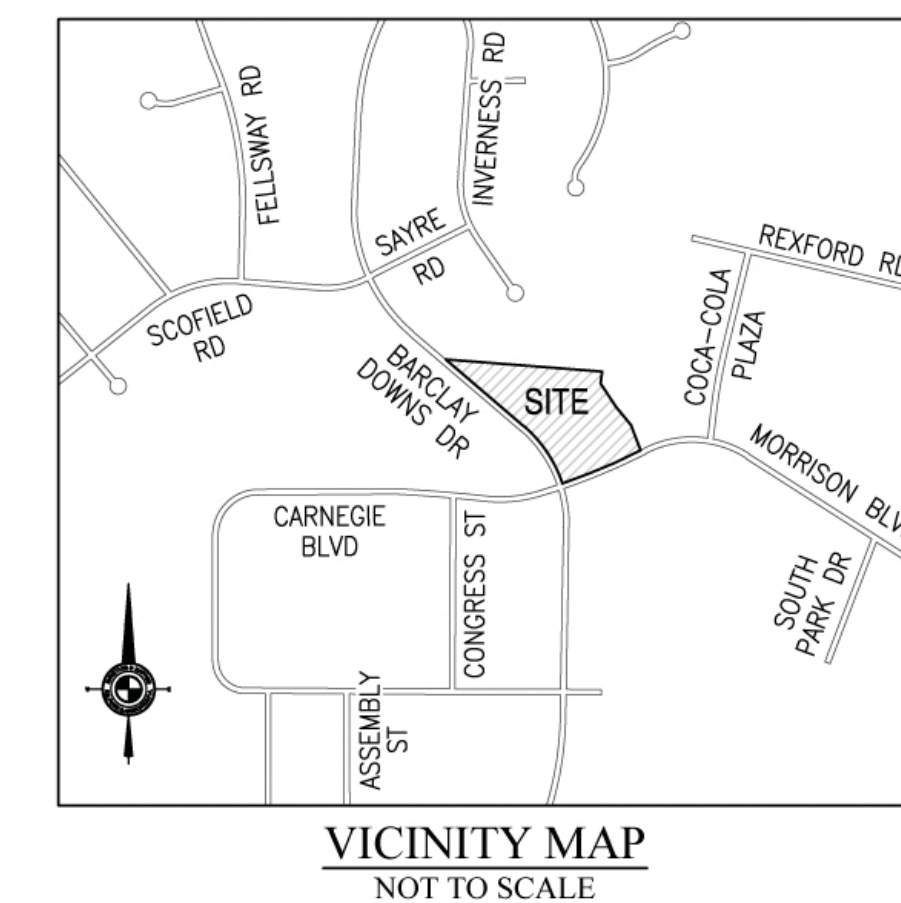 FELLSWAY RD
INVERNESS RD
SAYRE
RD
REXFORD RD
SCOFIELD
RD
COCA-COLA
PLAZA
BARCLAY
DOWNS DR
SITE
MORRISON BLV
CARNEGIE
BLVD
CONGRESS ST
SOUTH
PARK DR
ASSEMBLY
ST
VICINITY MAP
NOT TO SCALE